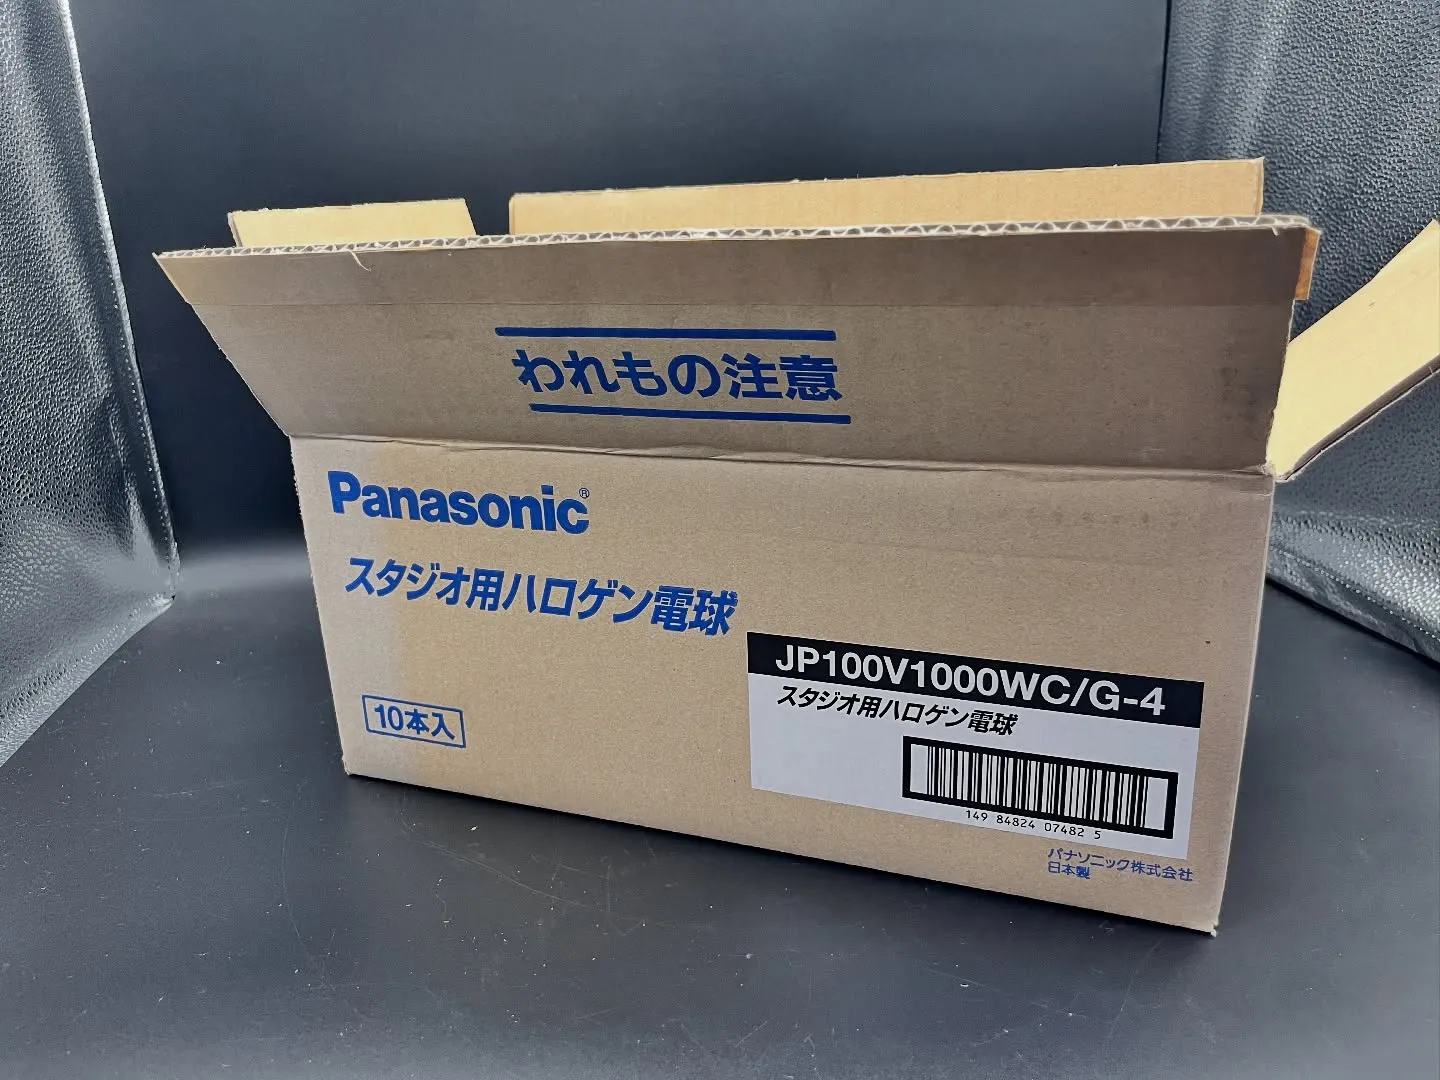 われもの注意
Panasonic®
スタジオ用ハロゲン電球
10本入
JP100V1000WC/G-4
スタジオ用ハロゲン電球
149 84824 07482 5
パナソニック株式会社
日本製